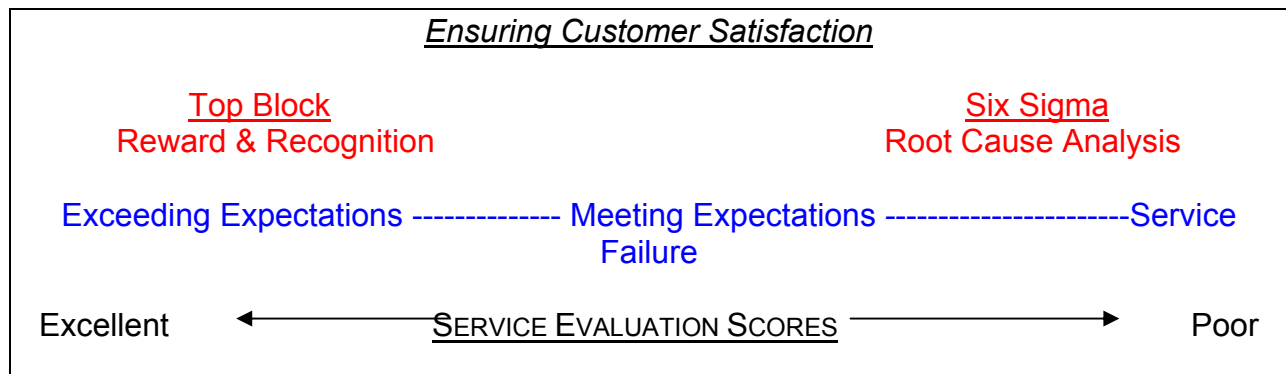 Ensuring Customer Satisfaction
Top Block Six Sigma
Reward & Recognition Root Cause Analysis
Exceeding Expectations -------------- Meeting Expectations -----------------------Service
Failure
Excellent SERVICE EVALUATION SCORES Poor